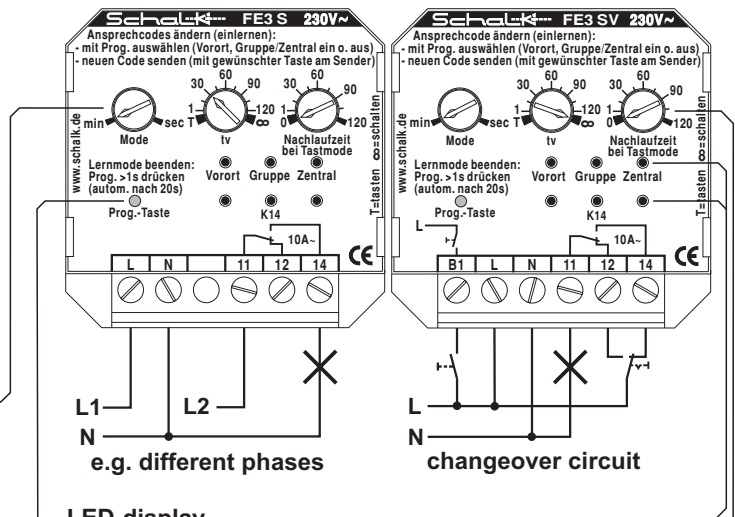 Schalk FE3 S 230V~
Ansprechcodes ändern (einlernen):
- mit Prog. auswählen (Vorort, Gruppe/Zentral ein o. aus)
- neuen Code senden (mit gewünschter Taste am Sender)
60 60
30 90 30 90
min sec T 1 120 ∞ 1 0 120
Mode tv Nachlaufzeit
bei Tastmode
www.schalk.de
T=tasten ∞=schalten
Lernmode beenden:
Prog. >1s drücken
(autom. nach 20s)
Vorort Gruppe Zentral
Prog.-Taste
K14
10A~
CE
L N 11 12 14
L1 L2
N
e.g. different phases
Schalk FE3 SV 230V~
Ansprechcode ändern (einlernen):
- mit Prog. auswählen (Vorort, Gruppe/Zentral ein o. aus)
- neuen Code senden (mit gewünschter Taste am Sender)
60 60
30 90 30 90
min sec T 1 120 ∞ 1 0 120
Mode tv Nachlaufzeit
bei Tastmode
www.schalk.de
T=tasten ∞=schalten
Lernmode beenden:
Prog. >1s drücken
(autom. nach 20s)
Vorort Gruppe Zentral
Prog.-Taste
L
K14
10A~
CE
B1 L N 11 12 14
L
N
changeover circuit
LED display